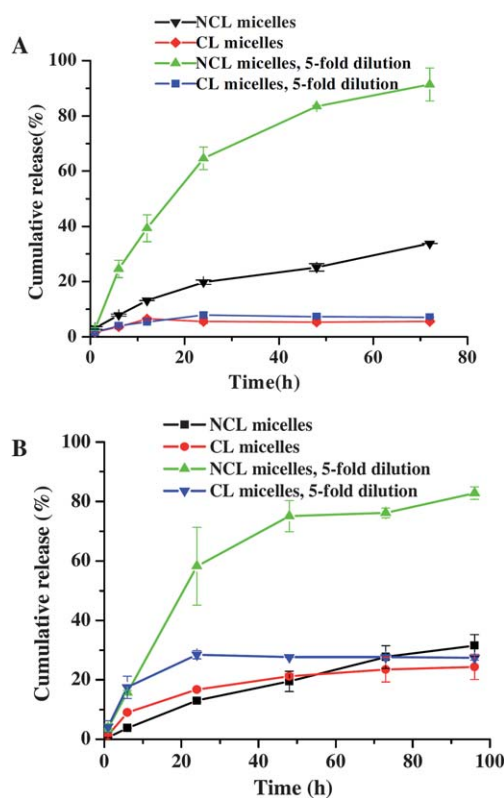 A
NCL micelles
CL micelles
NCL micelles, 5-fold dilution
CL micelles, 5-fold dilution
Cumulative release(%)
100
80
60
40
20
0
0 20 40 60 80
Time(h)
B
NCL micelles
CL micelles
NCL micelles, 5-fold dilution
CL micelles, 5-fold dilution
Cumulative release (%)
100
80
60
40
20
0
0 20 40 60 80 100
Time (h)